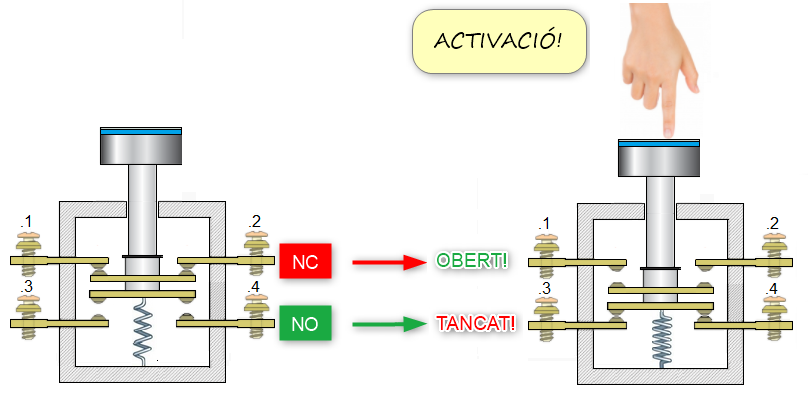 ACTIVACIÓ!
.1
.2
NC
OBERT!
.1
.2
.3
.4
NO
TANCAT!
.3
.4